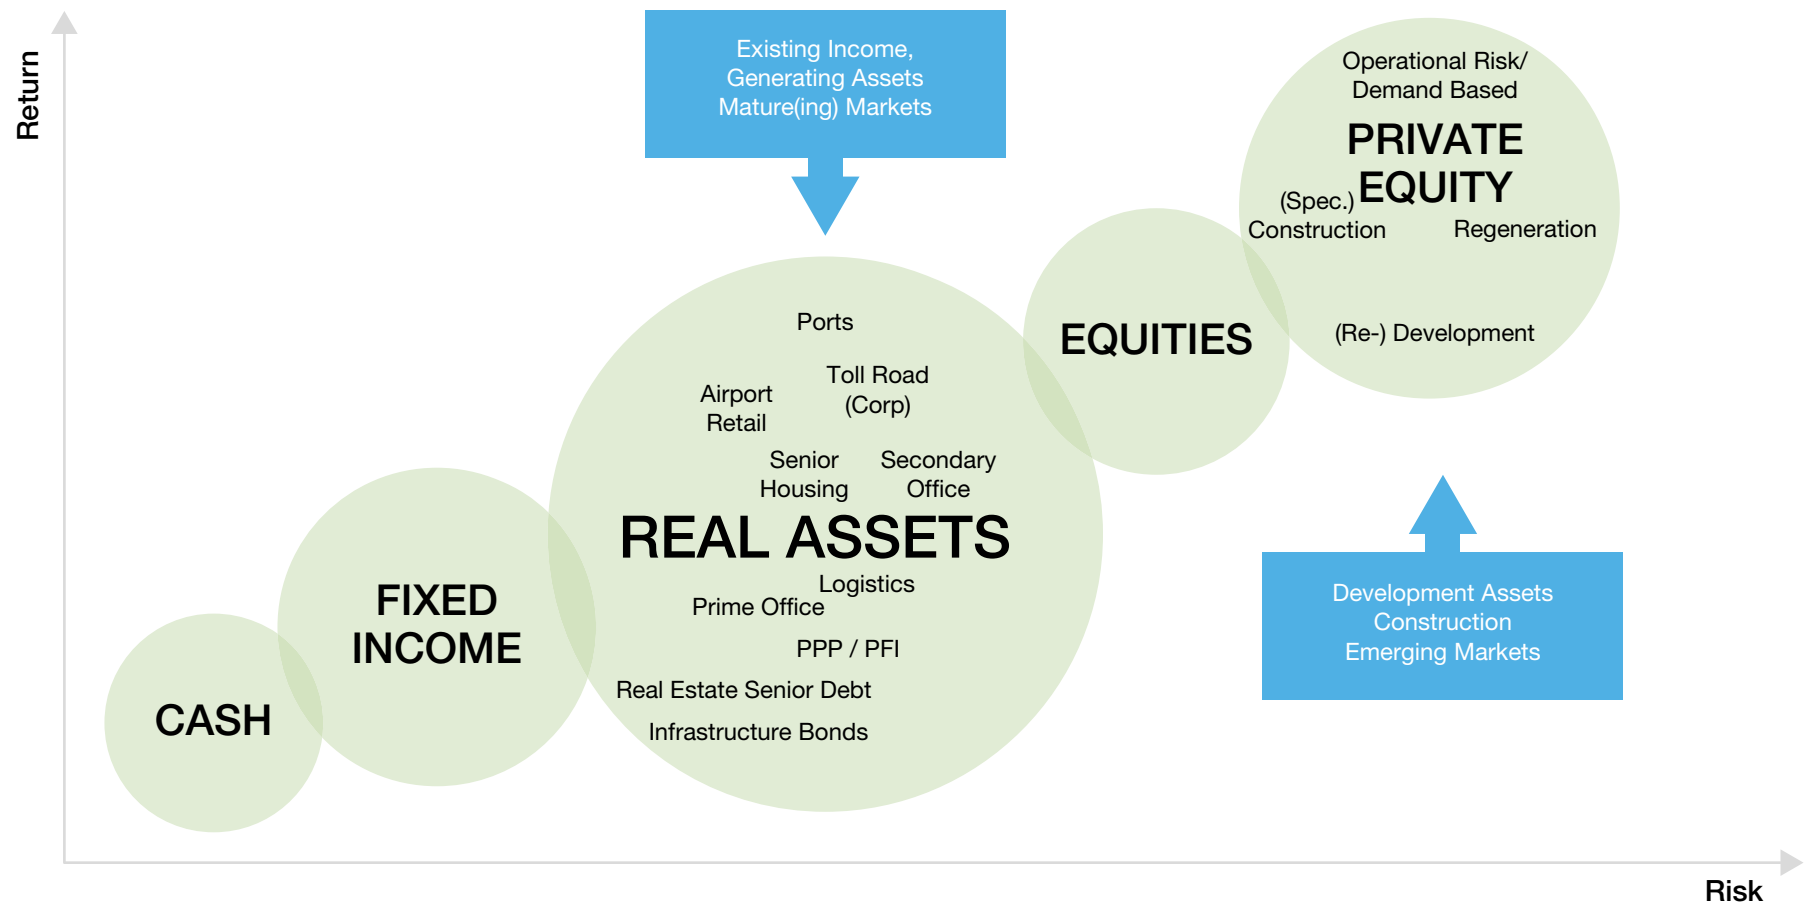 Return
Existing Income,
Generating Assets
Mature(ing) Markets
Operational Risk/
Demand Based
PRIVATE
EQUITY
(Spec.)
Construction
Regeneration
(Re-) Development
EQUITIES
Ports
Toll Road
(Corp)
Airport
Retail
Senior
Housing
Secondary
Office
REAL ASSETS
Logistics
Prime Office
PPP / PFI
Real Estate Senior Debt
Infrastructure Bonds
FIXED
INCOME
CASH
Development Assets
Construction
Emerging Markets
Risk